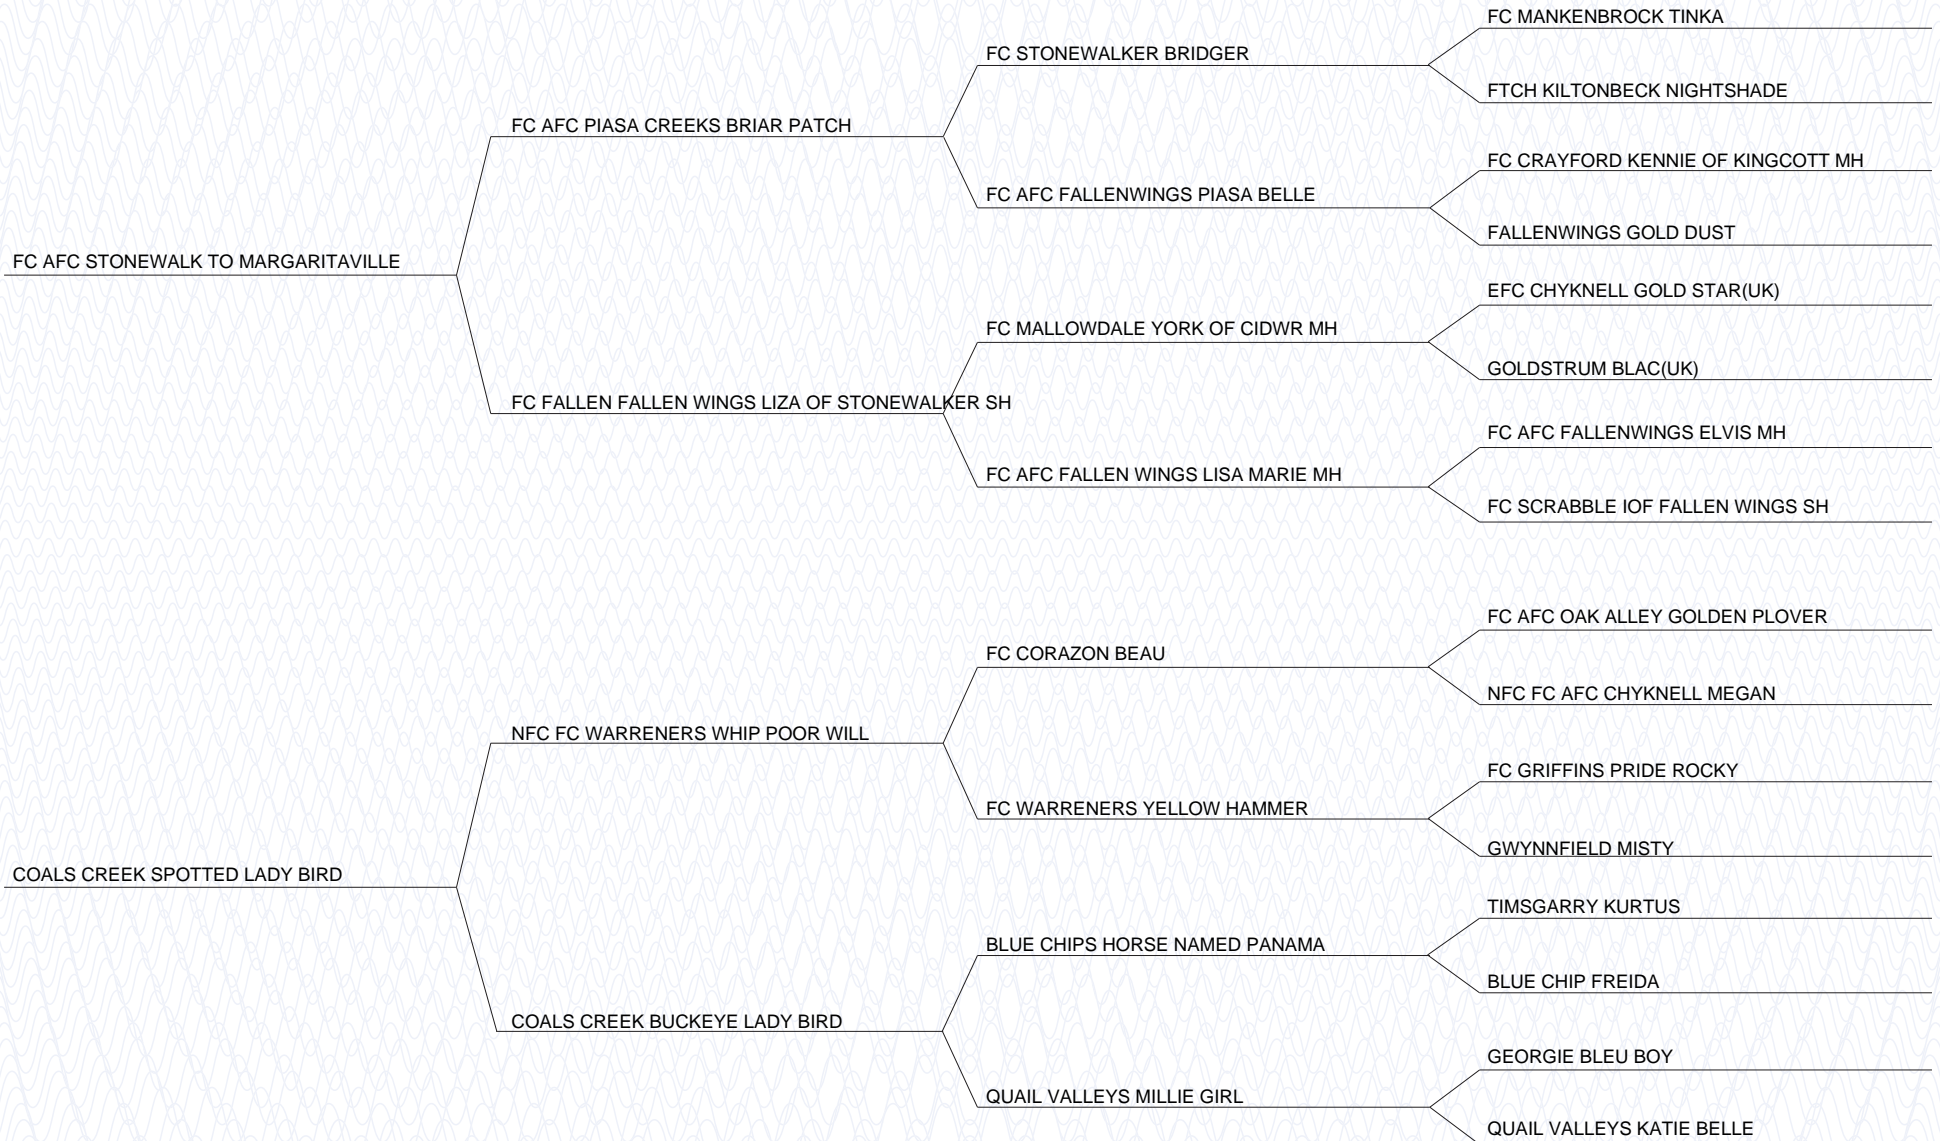 FC MANKENBROCK TINKA
FC STONEWALKER BRIDGER
FTCH KILTONBECK NIGHTSHADE
FC AFC PIASA CREEKS BRIAR PATCH
FC CRAYFORD KENNIE OF KINGCOTT MH
FC AFC FALLENWINGS PIASA BELLE
FALLENWINGS GOLD DUST
FC AFC STONEWALK TO MARGARITAVILLE
EFC CHYKNELL GOLD STAR(UK)
FC MALLOWDALE YORK OF CIDWR MH
GOLDSTRUM BLAC(UK)
FC FALLEN FALLEN WINGS LIZA OF STONEWALKER SH
FC AFC FALLENWINGS ELVIS MH
FC AFC FALLEN WINGS LISA MARIE MH
FC SCRABBLE IOF FALLEN WINGS SH
FC AFC OAK ALLEY GOLDEN PLOVER
FC CORAZON BEAU
NFC FC AFC CHYKNELL MEGAN
NFC FC WARRENERS WHIP POOR WILL
FC GRIFFINS PRIDE ROCKY
FC WARRENERS YELLOW HAMMER
GWYNNFIELD MISTY
COALS CREEK SPOTTED LADY BIRD
TIMSGARRY KURTUS
BLUE CHIPS HORSE NAMED PANAMA
BLUE CHIP FREIDA
COALS CREEK BUCKEYE LADY BIRD
GEORGIE BLEU BOY
QUAIL VALLEYS MILLIE GIRL
QUAIL VALLEYS KATIE BELLE